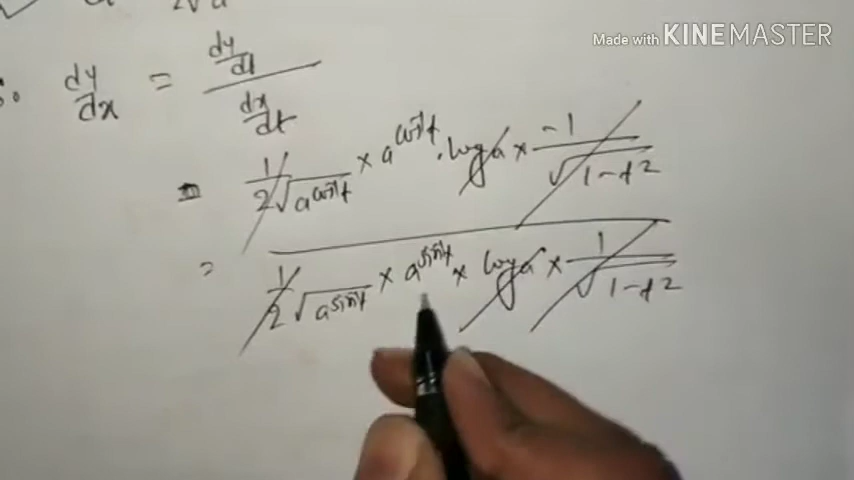 Made with KINEMASTER
2√a
s. dy/dx = (dy/dt)/(dx/dt)
= 1/2√a^cos⁻¹t × a^cos⁻¹t . log a × -1/√1-t²
= 1/2√a^sin⁻¹t × a^sin⁻¹t × log a × 1/√1-t²